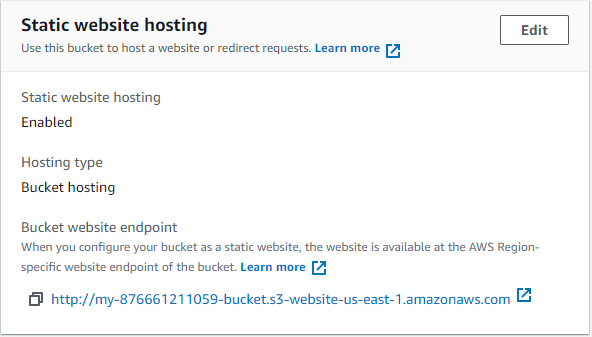 Static website hosting
Edit
Use this bucket to host a website or redirect requests. Learn more
Static website hosting
Enabled
Hosting type
Bucket hosting
Bucket website endpoint
When you configure your bucket as a static website, the website is available at the AWS Region-
specific website endpoint of the bucket. Learn more
http://my-876661211059-bucket.s3-website-us-east-1.amazonaws.com